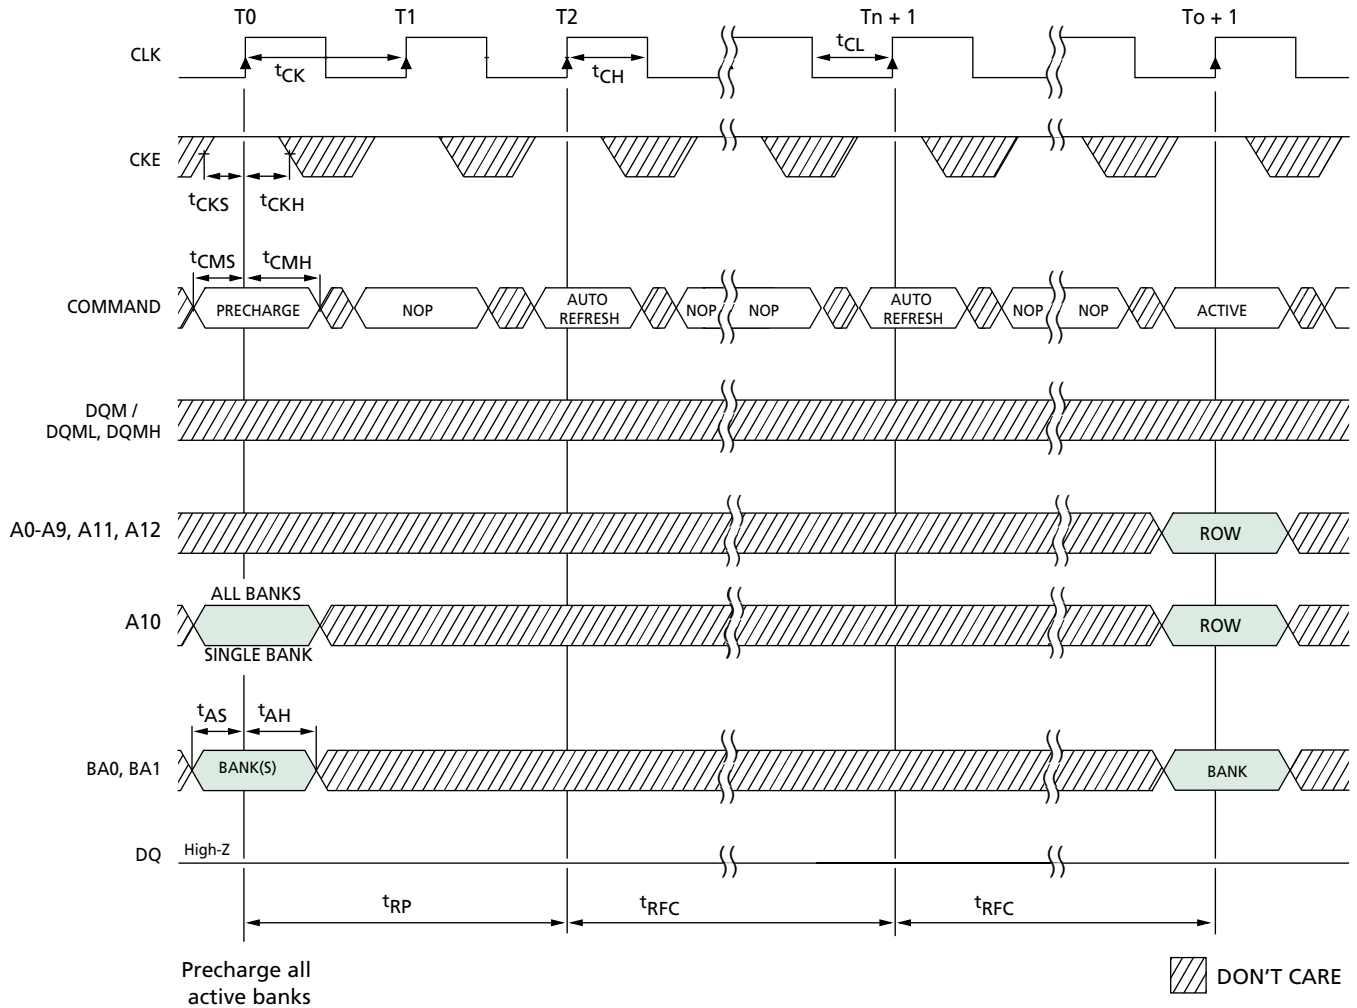 T0 T1 T2 Tn + 1 To + 1
CLK
tCK tCH tCL
CKE
tCKS tCKH
tCMS tCMH
COMMAND PRECHARGE NOP AUTO REFRESH NOP NOP AUTO REFRESH NOP NOP ACTIVE
DQM /
DQML, DQMH
A0-A9, A11, A12 ROW
ALL BANKS
A10 ROW
SINGLE BANK
tAS tAH
BA0, BA1 BANK(S) BANK
DQ High-Z
tRP tRFC tRFC
Precharge all
active banks
DON'T CARE